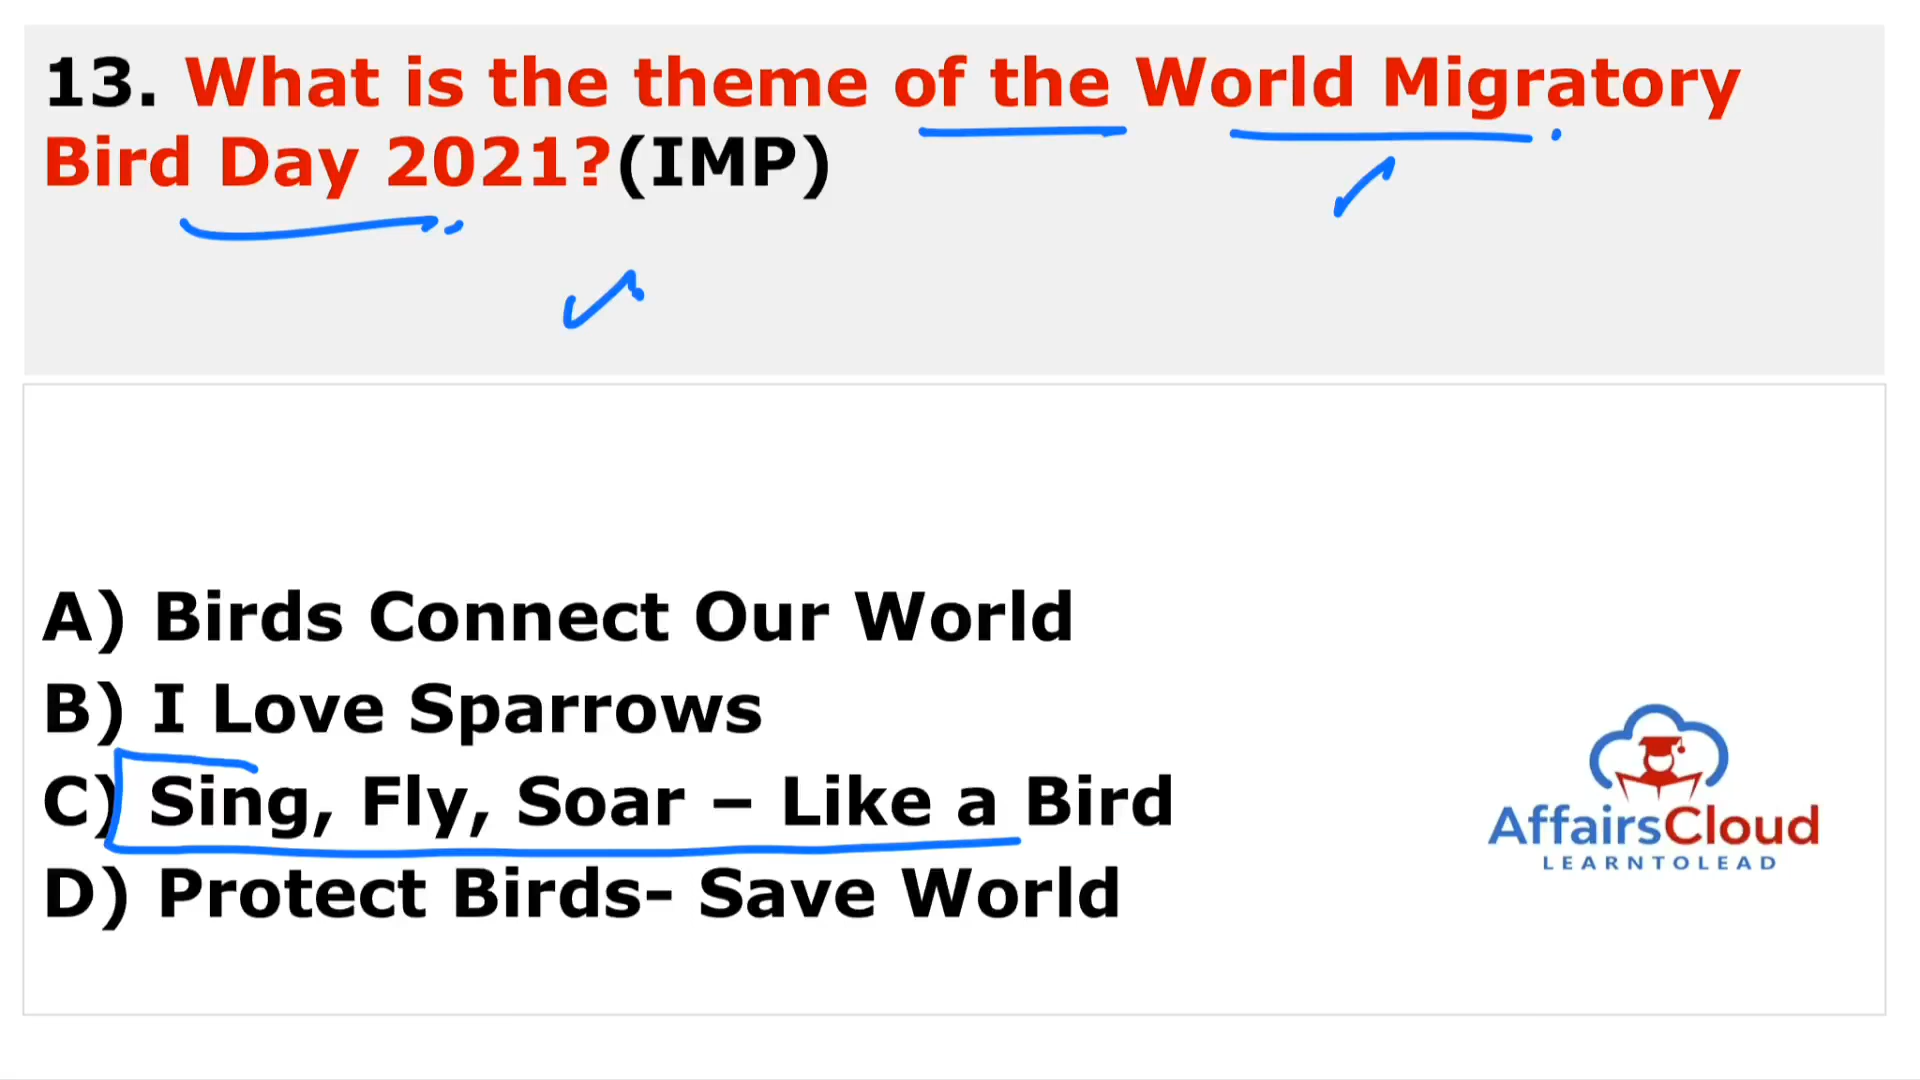 13. What is the theme of the World Migratory
Bird Day 2021?(IMP)
A) Birds Connect Our World
B) I Love Sparrows
C) Sing, Fly, Soar – Like a Bird
D) Protect Birds- Save World
AffairsCloud
LEARNTOLEAD